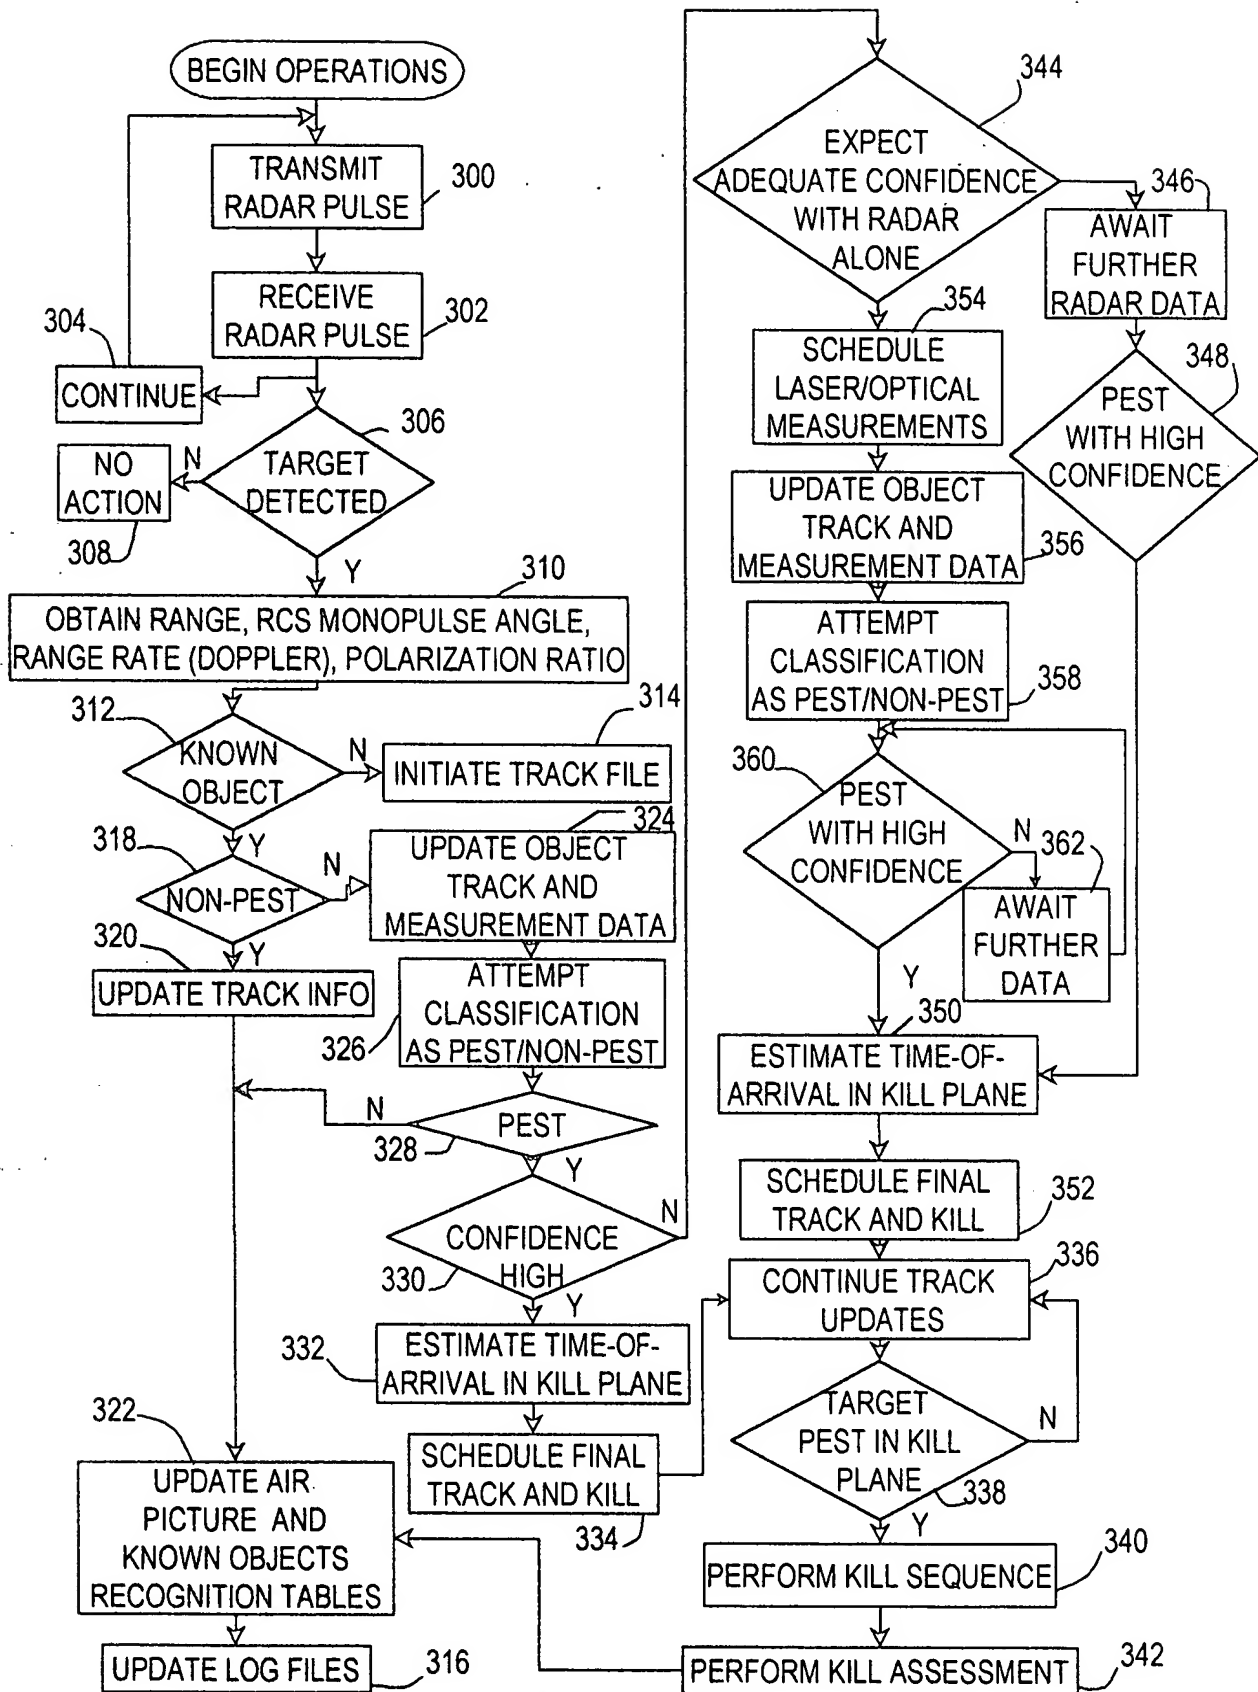 BEGIN OPERATIONS
TRANSMIT
RADAR PULSE
300
RECEIVE
RADAR PULSE
302
304
CONTINUE
306
TARGET
DETECTED
N
NO
ACTION
308
Y
310
OBTAIN RANGE, RCS MONOPULSE ANGLE,
RANGE RATE (DOPPLER), POLARIZATION RATIO
312
KNOWN
OBJECT
N
314
INITIATE TRACK FILE
Y
318
NON-PEST
N
324
UPDATE OBJECT
TRACK AND
MEASUREMENT DATA
320
Y
UPDATE TRACK INFO
ATTEMPT
CLASSIFICATION
AS PEST/NON-PEST
326
N
PEST
328
Y
CONFIDENCE
HIGH
N
330
Y
332
ESTIMATE TIME-OF-
ARRIVAL IN KILL PLANE
SCHEDULE FINAL
TRACK AND KILL
334
322
UPDATE AIR
PICTURE AND
KNOWN OBJECTS
RECOGNITION TABLES
UPDATE LOG FILES
316
344
EXPECT
ADEQUATE CONFIDENCE
WITH RADAR
ALONE
346
AWAIT
FURTHER
RADAR DATA
348
PEST
WITH HIGH
CONFIDENCE
354
SCHEDULE
LASER/OPTICAL
MEASUREMENTS
UPDATE OBJECT
TRACK AND
MEASUREMENT DATA
356
ATTEMPT
CLASSIFICATION
AS PEST/NON-PEST
358
360
PEST
WITH HIGH
CONFIDENCE
N
362
AWAIT
FURTHER
DATA
Y
350
ESTIMATE TIME-OF-
ARRIVAL IN KILL PLANE
SCHEDULE FINAL
TRACK AND KILL
352
336
CONTINUE TRACK
UPDATES
TARGET
PEST IN KILL
PLANE
N
338
Y
340
PERFORM KILL SEQUENCE
PERFORM KILL ASSESSMENT
342